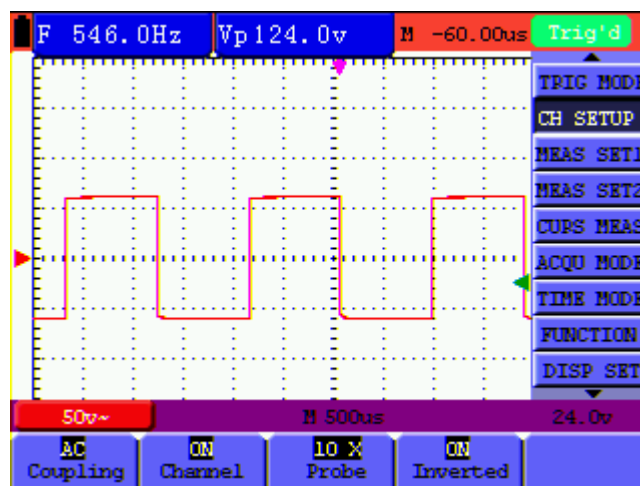 F 546.0Hz Vp124.0v M -60.00us Trig'd
TRIG MODE
CH SETUP
MEAS SET1
MEAS SET2
CURS MEAS
ACQU MODE
TIME MODE
FUNCTION
DISP SET
50v~ M 500us 24.0v
AC ON 10 X ON
Coupling Channel Probe Inverted